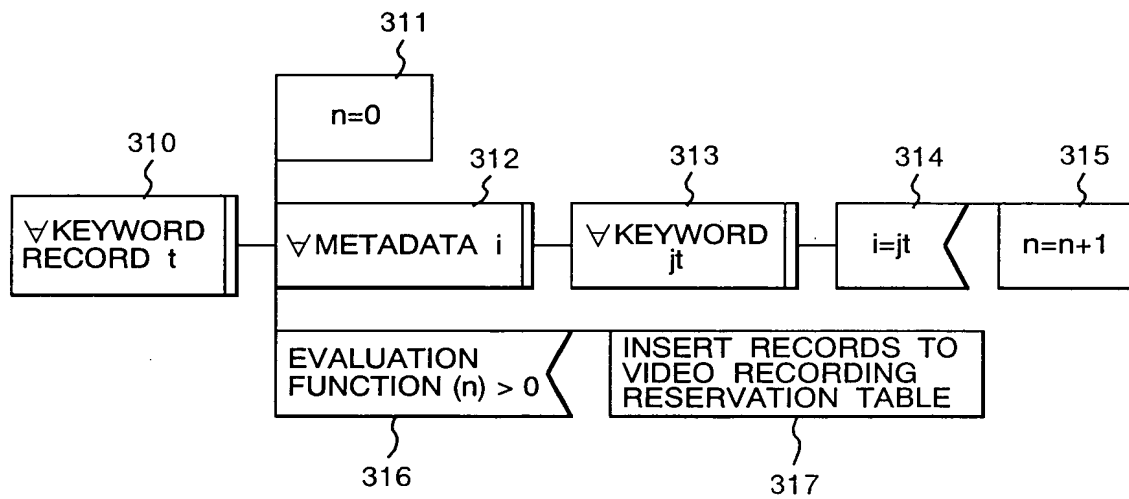 311
n=0
310
312
313
314
315
∀KEYWORD
RECORD t
∀METADATA i
∀KEYWORD
jt
i=jt
n=n+1
EVALUATION
FUNCTION (n) > 0
INSERT RECORDS TO
VIDEO RECORDING
RESERVATION TABLE
316
317